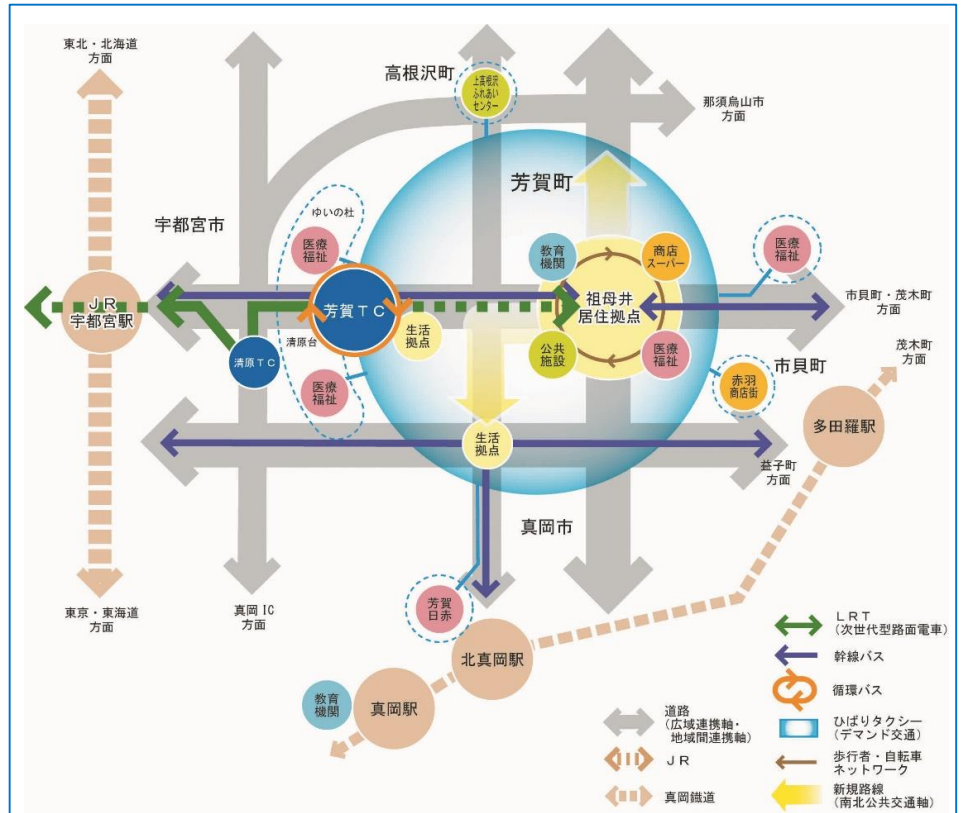 東北・北海道
方面
高根沢町
上高根沢
ふれあい
センター
那須烏山市
方面
芳賀町
宇都宮市
ゆいの杜
医療
福祉
教育
機関
商店
スーパー
医療
福祉
JR
宇都宮駅
芳賀TC
祖母井
居住拠点
市貝町・茂木町
方面
清原台
生活
拠点
清原TC
公共
施設
医療
福祉
茂木町
方面
市貝町
医療
福祉
赤羽
商店街
多田羅駅
生活
拠点
益子町
方面
真岡市
東京・東海道
方面
真岡IC
方面
芳賀
日赤
北真岡駅
教育
機関
真岡駅
道路
(広域連携軸・
地域間連携軸)
JR
真岡鐵道
LRT
(次世代型路面電車)
幹線バス
循環バス
ひばりタクシー
(デマンド交通)
歩行者・自転車
ネットワーク
新規路線
(南北公共交通軸)